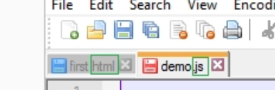 File Edit Search View Encodi
first html demo.js